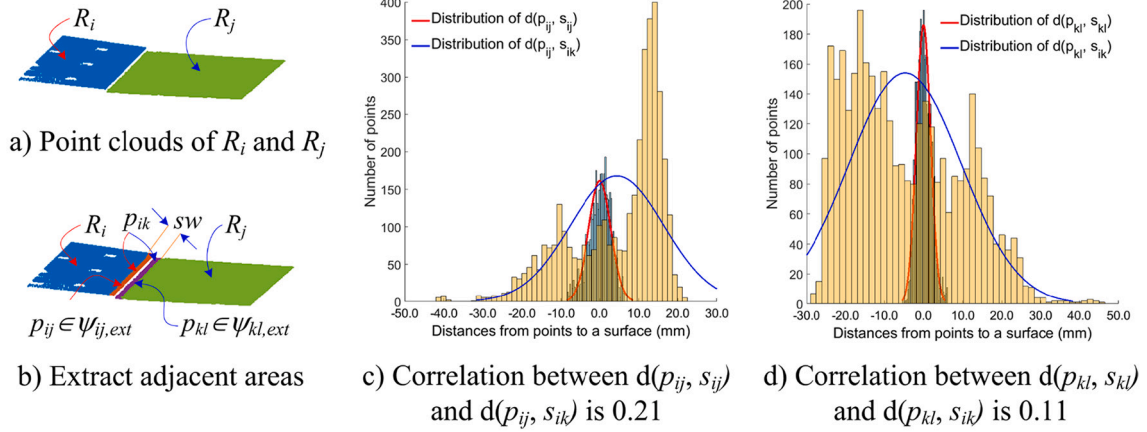 R_i R_j
a) Point clouds of R_i and R_j
R_i p_ik sw R_j
p_ij∈ψ_ij,ext p_kl∈ψ_kl,ext
b) Extract adjacent areas
Distribution of d(p_ij, s_ij)
Distribution of d(p_ij, s_ik)
Number of points
400
350
300
250
200
150
100
50
0
-50.0 -40.0 -30.0 -20.0 -10.0 0.0 10.0 20.0 30.0
Distances from points to a surface (mm)
c) Correlation between d(p_ij, s_ij)
and d(p_ij, s_ik) is 0.21
Distribution of d(p_kl, s_kl)
Distribution of d(p_kl, s_ik)
Number of points
200
180
160
140
120
100
80
60
40
20
0
-30.0 -20.0 -10.0 0.0 10.0 20.0 30.0 40.0 50.0
Distances from points to a surface (mm)
d) Correlation between d(p_kl, s_kl)
and d(p_kl, s_ik) is 0.11